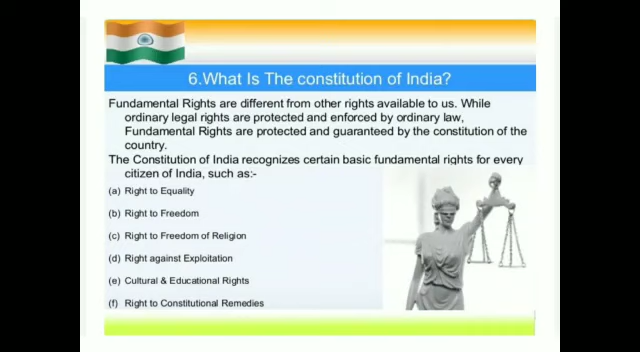 6.What Is The constitution of India?
Fundamental Rights are different from other rights available to us. While
ordinary legal rights are protected and enforced by ordinary law,
Fundamental Rights are protected and guaranteed by the constitution of the
country.
The Constitution of India recognizes certain basic fundamental rights for every
citizen of India, such as:-
(a) Right to Equality
(b) Right to Freedom
(c) Right to Freedom of Religion
(d) Right against Exploitation
(e) Cultural & Educational Rights
(f) Right to Constitutional Remedies